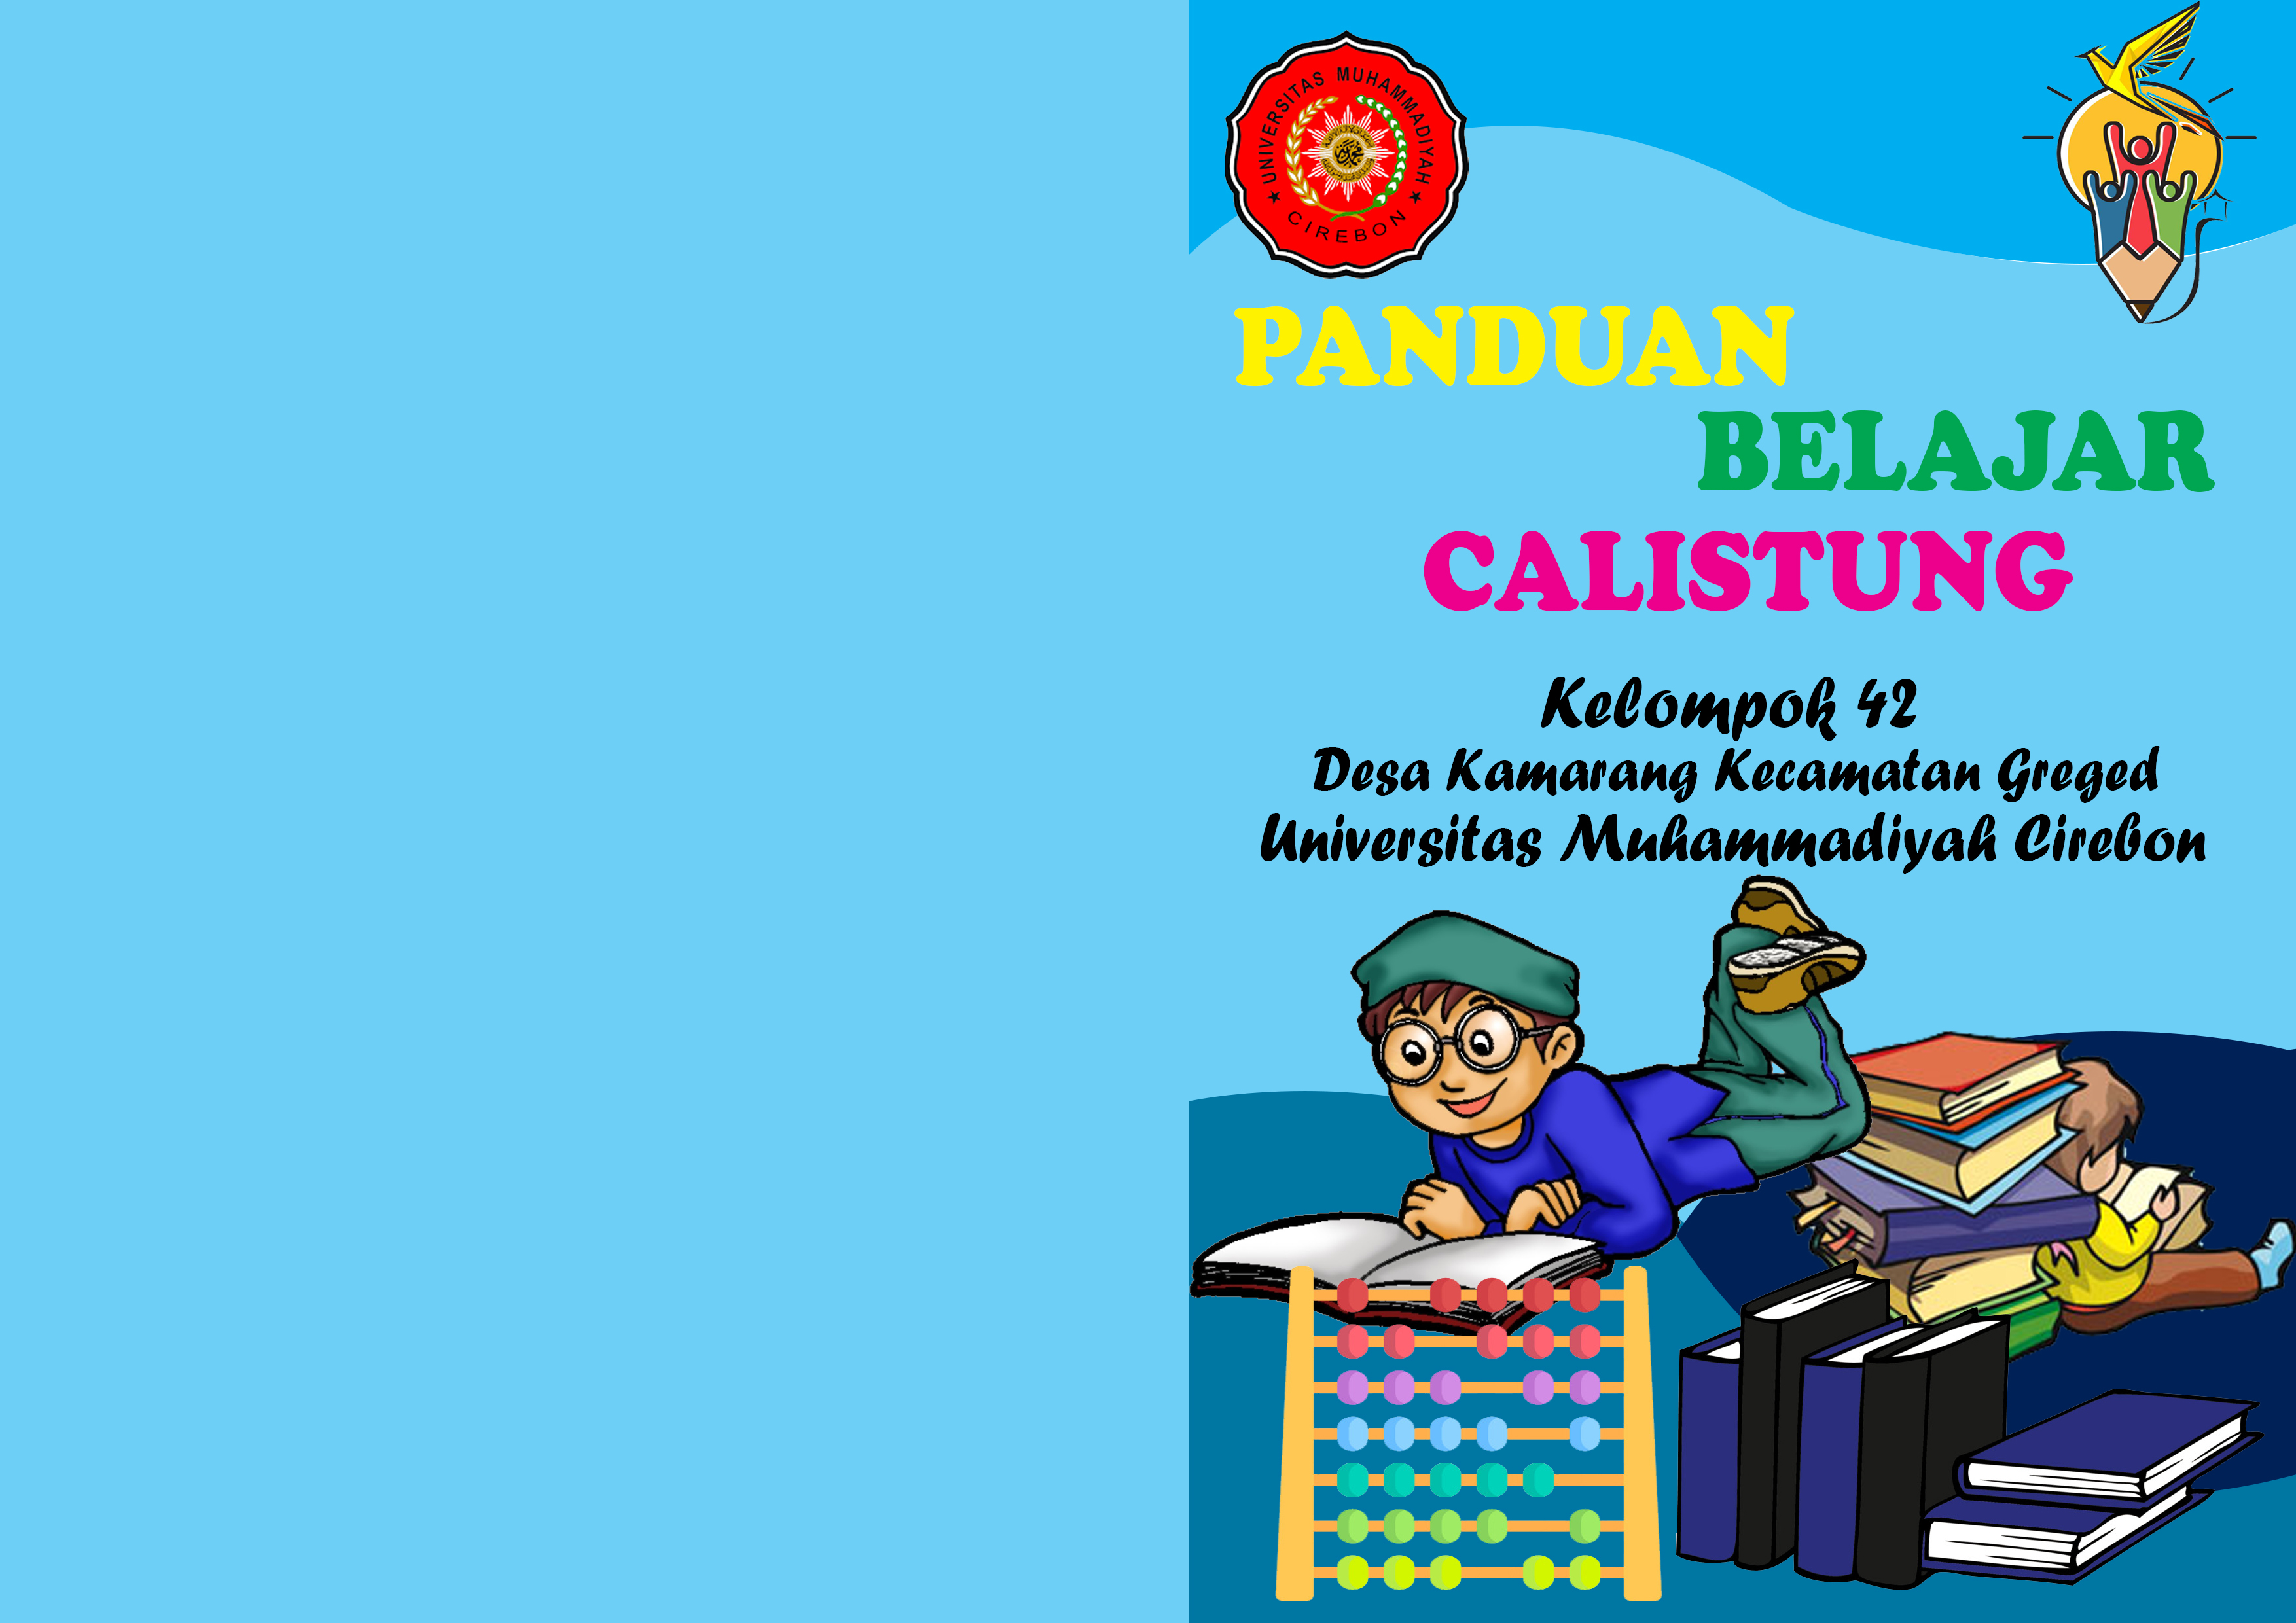 UNIVERSITAS MUHAMMADIYAH
CIREBON
PANDUAN
BELAJAR
CALISTUNG
Kelompok 42
Desa Kamarang Kecamatan Greged
Universitas Muhammadiyah Cirebon